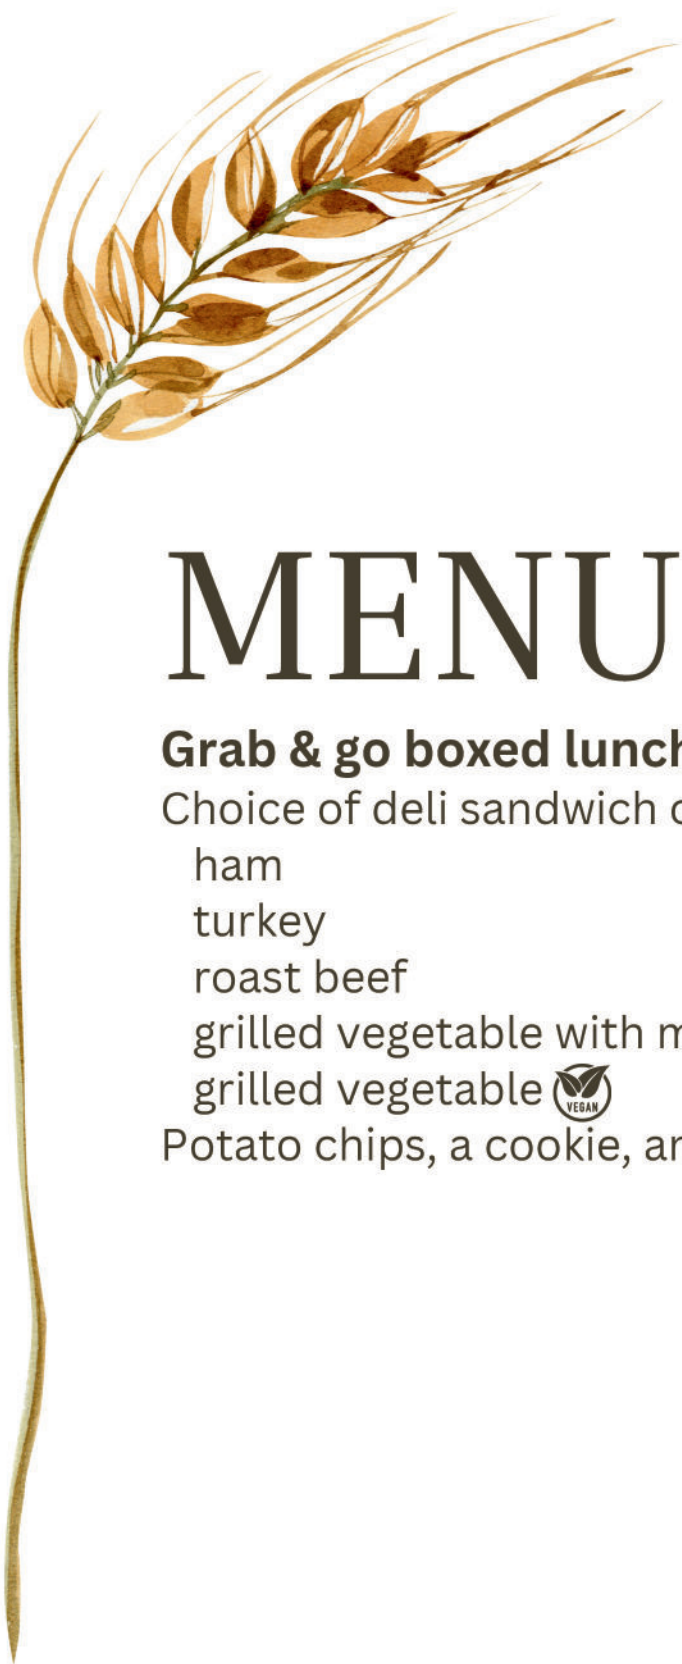 MENU
Grab & go boxed lunch
Choice of deli sandwich
ham
turkey
roast beef
grilled vegetable with
grilled vegetable VEGAN
Potato chips, a cookie,